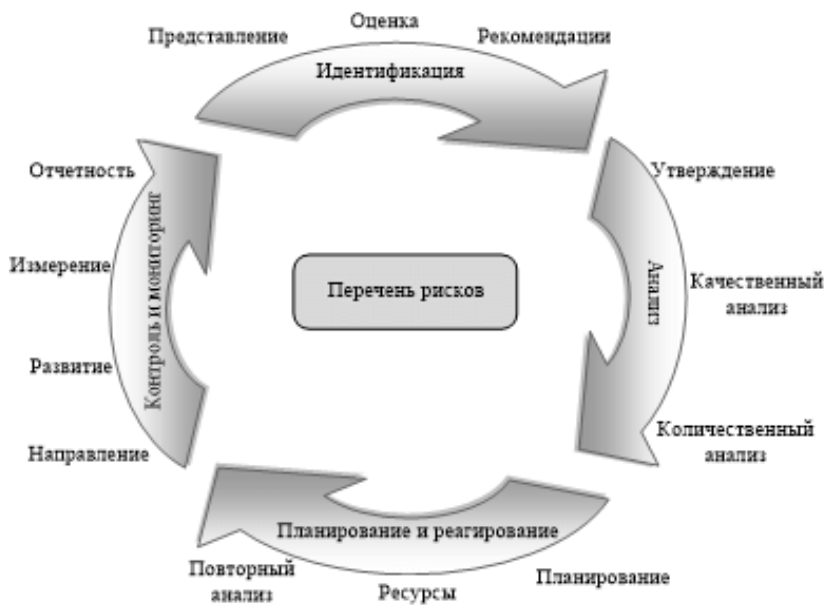 Представление
Оценка
Рекомендации
Идентификация
Утверждение
Анализ
Качественный
анализ
Количественный
анализ
Планирование и реагирование
Планирование
Ресурсы
Повторный
анализ
Контроль и мониторинг
Направление
Развитие
Измерение
Отчетность
Перечень рисков